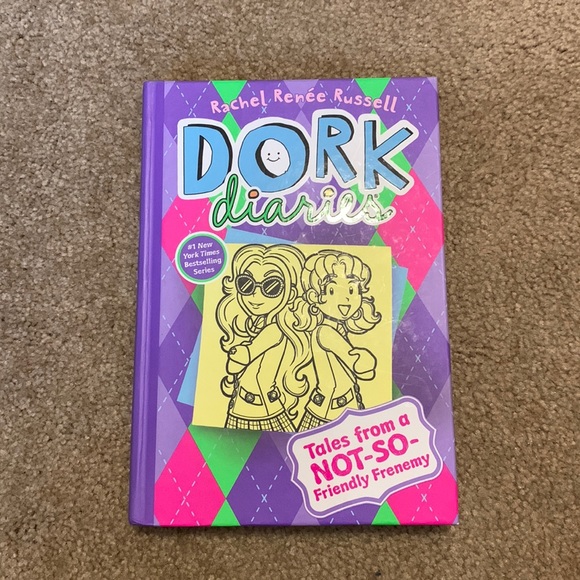 Rachel Renée Russell
DORK
diaries
#1 New
York Times
Bestselling
Series
Tales from a
NOT-SO-
Friendly Frenemy